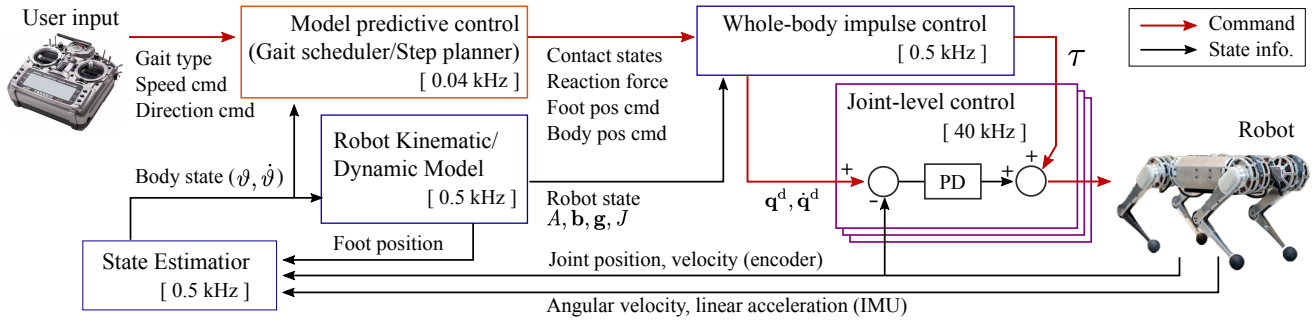 User input
Gait type
Speed cmd
Direction cmd
Model predictive control
(Gait scheduler/Step planner)
[ 0.04 kHz ]
Contact states
Reaction force
Foot pos cmd
Body pos cmd
Whole-body impulse control
[ 0.5 kHz ]
τ
Command
State info.
Joint-level control
[ 40 kHz ]
+
-
PD
+
+
q^d, q̇^d
Robot
Robot Kinematic/
Dynamic Model
[ 0.5 kHz ]
Body state (ϑ, ϑ̇)
Robot state
A, b, g, J
Foot position
State Estimatior
[ 0.5 kHz ]
Joint position, velocity (encoder)
Angular velocity, linear acceleration (IMU)